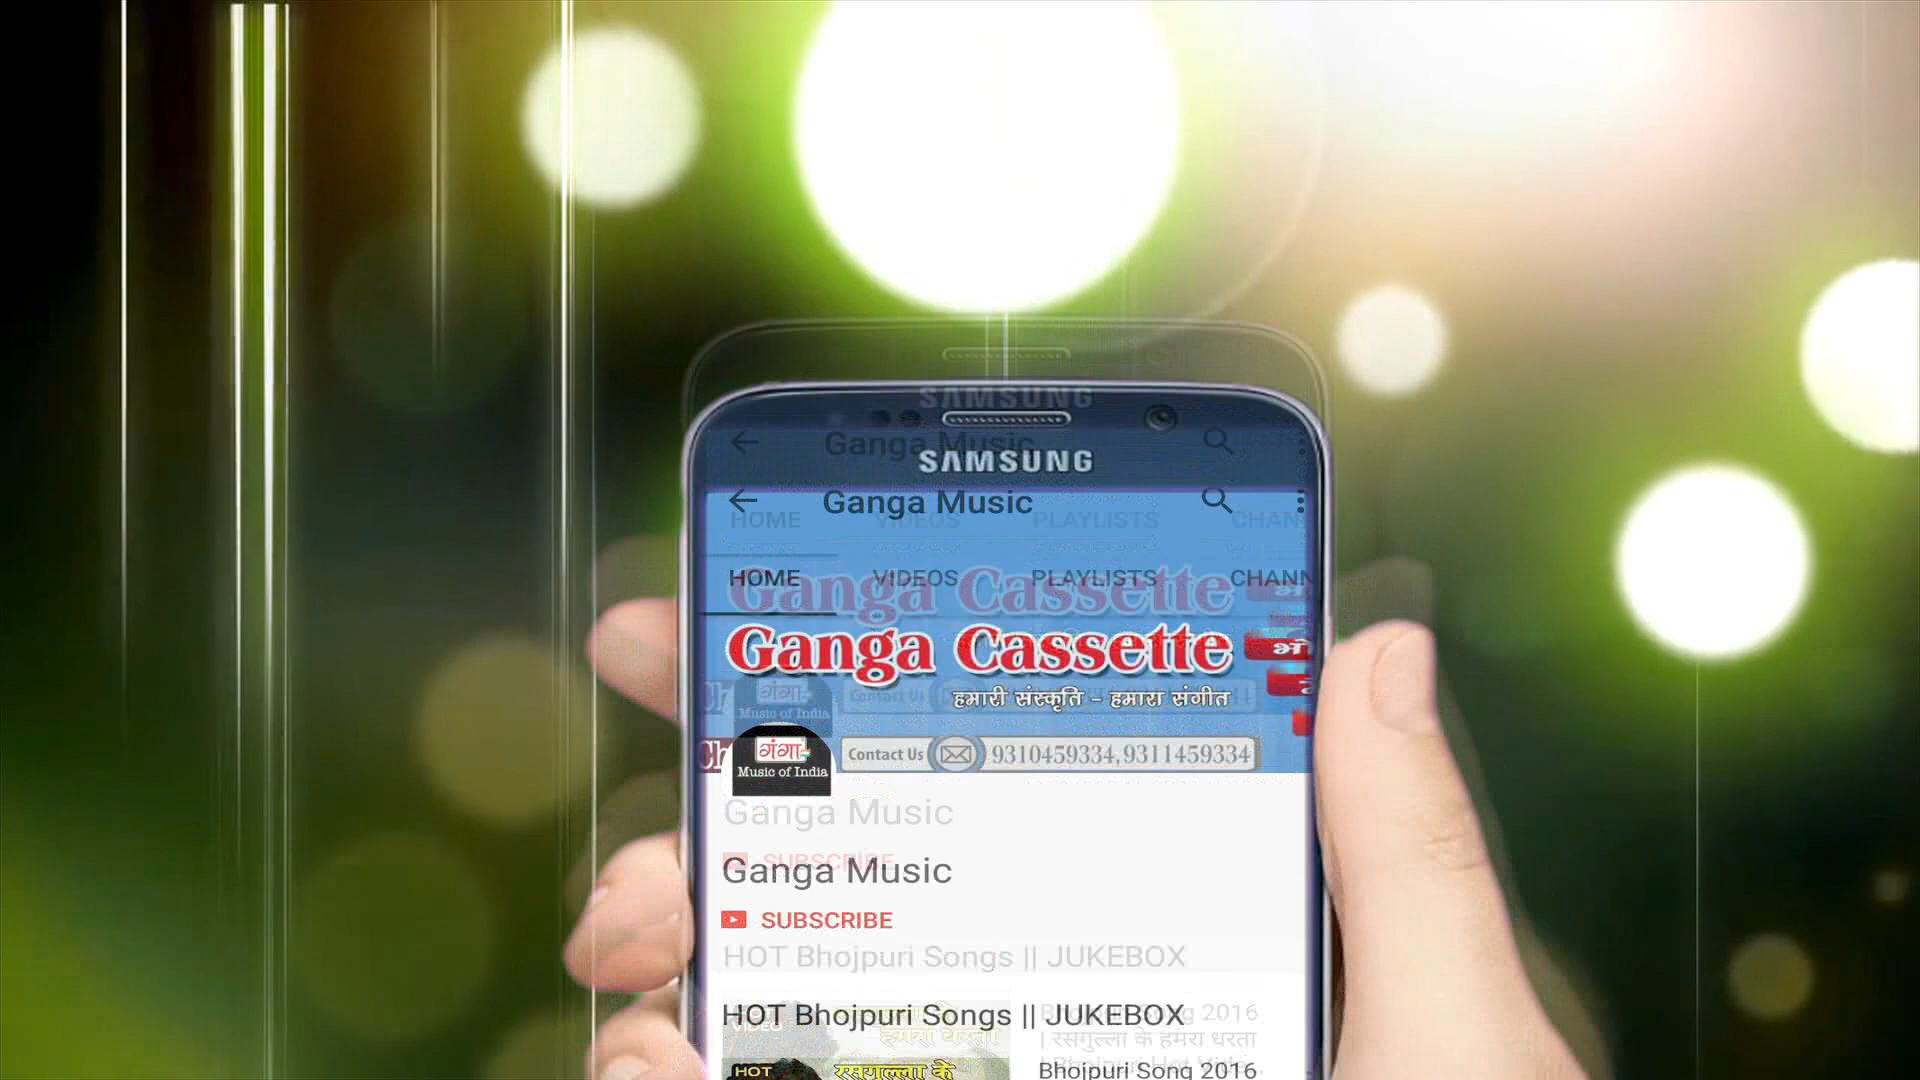 SAMSUNG
Ganga Music
HOME VIDEOS PLAYLISTS CHANN
Ganga Cassette
हमारी संस्कृति - हमारा संगीत
गंगा
Music of India
Contact Us 9310459334,9311459334
Ganga Music
SUBSCRIBE
HOT Bhojpuri Songs || JUKEBOX
HOT
रसगुल्ला के
Bhojpuri Song 2016